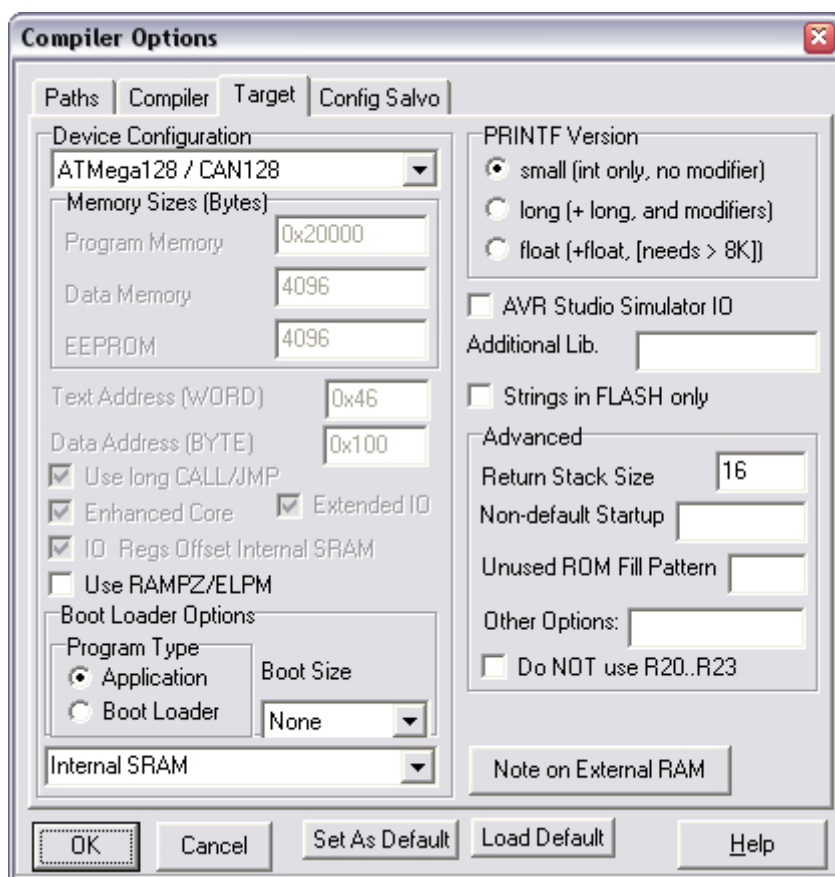 Compiler Options
Paths
Compiler
Target
Config Salvo
Device Configuration
ATMega128 / CAN128
Memory Sizes (Bytes)
Program Memory 0x20000
Data Memory 4096
EEPROM 4096
Text Address (WORD) 0x46
Data Address (BYTE) 0x100
Use long CALL/JMP
Enhanced Core
Extended IO
IO Regs Offset Internal SRAM
Use RAMPZ/ELPM
Boot Loader Options
Program Type
Application
Boot Loader
Boot Size
None
Internal SRAM
PRINTF Version
small (int only, no modifier)
long (+ long, and modifiers)
float (+float, [needs > 8K])
AVR Studio Simulator IO
Additional Lib.
Strings in FLASH only
Advanced
Return Stack Size 16
Non-default Startup
Unused ROM Fill Pattern
Other Options:
Do NOT use R20..R23
Note on External RAM
OK
Cancel
Set As Default
Load Default
Help